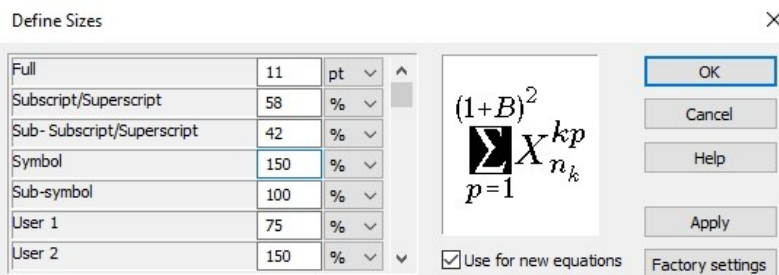 Define Sizes
Full 11 pt
Subscript/Superscript 58 %
Sub- Subscript/Superscript 42 %
Symbol 150 %
Sub-symbol 100 %
User 1 75 %
User 2 150 %
(1+B)²
∑ X kp n k
p=1
Use for new equations
OK
Cancel
Help
Apply
Factory settings